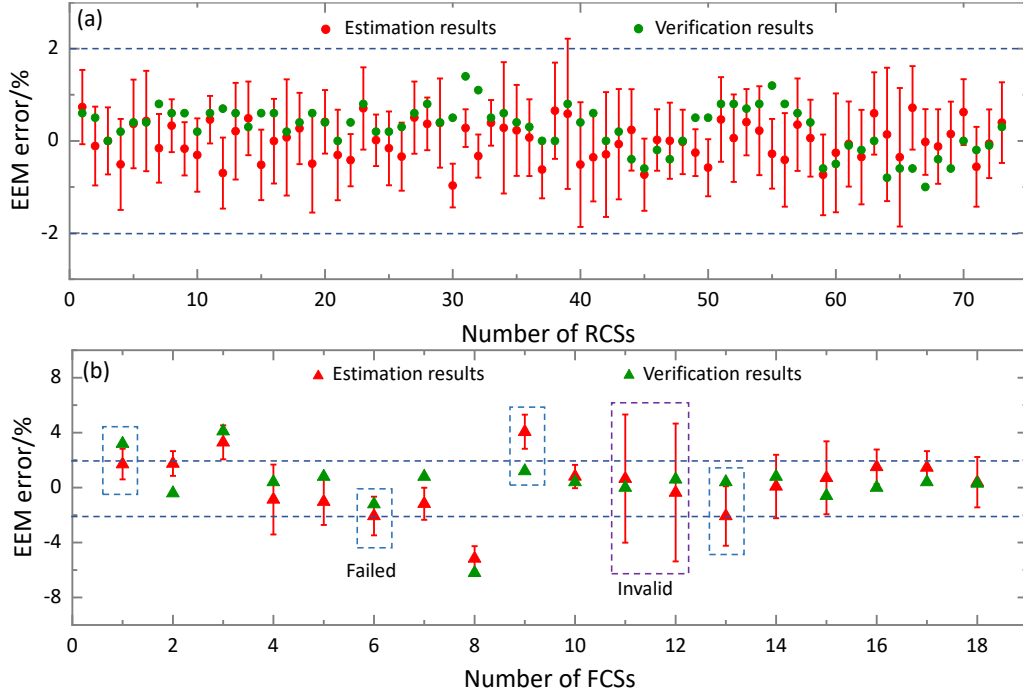 (a)
Estimation results
Verification results
EEM error/%
2
0
-2
0 10 20 30 40 50 60 70
Number of RCSs
(b)
Estimation results
Verification results
EEM error/%
8
4
0
-4
-8
Failed
Invalid
0 2 4 6 8 10 12 14 16 18
Number of FCSs